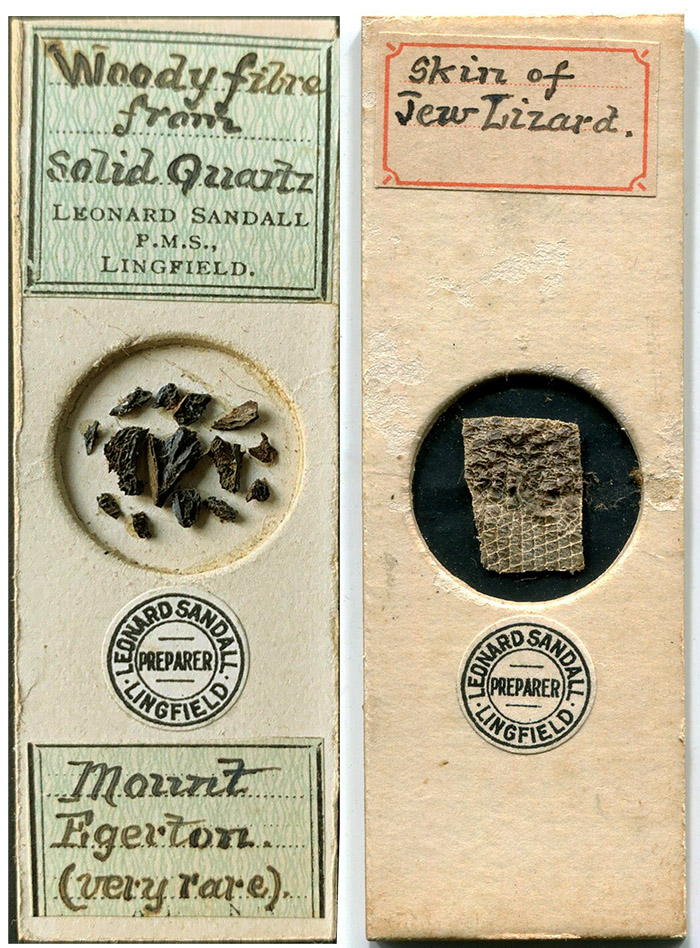 Woody fibre
from
Solid Quartz
LEONARD SANDALL
P.M.S.,
LINGFIELD.
LEONARD SANDALL
PREPARER
· LINGFIELD ·
Mount
Egerton.
(very rare).
Skin of
Jew Lizard.
LEONARD SANDALL
PREPARER
· LINGFIELD ·